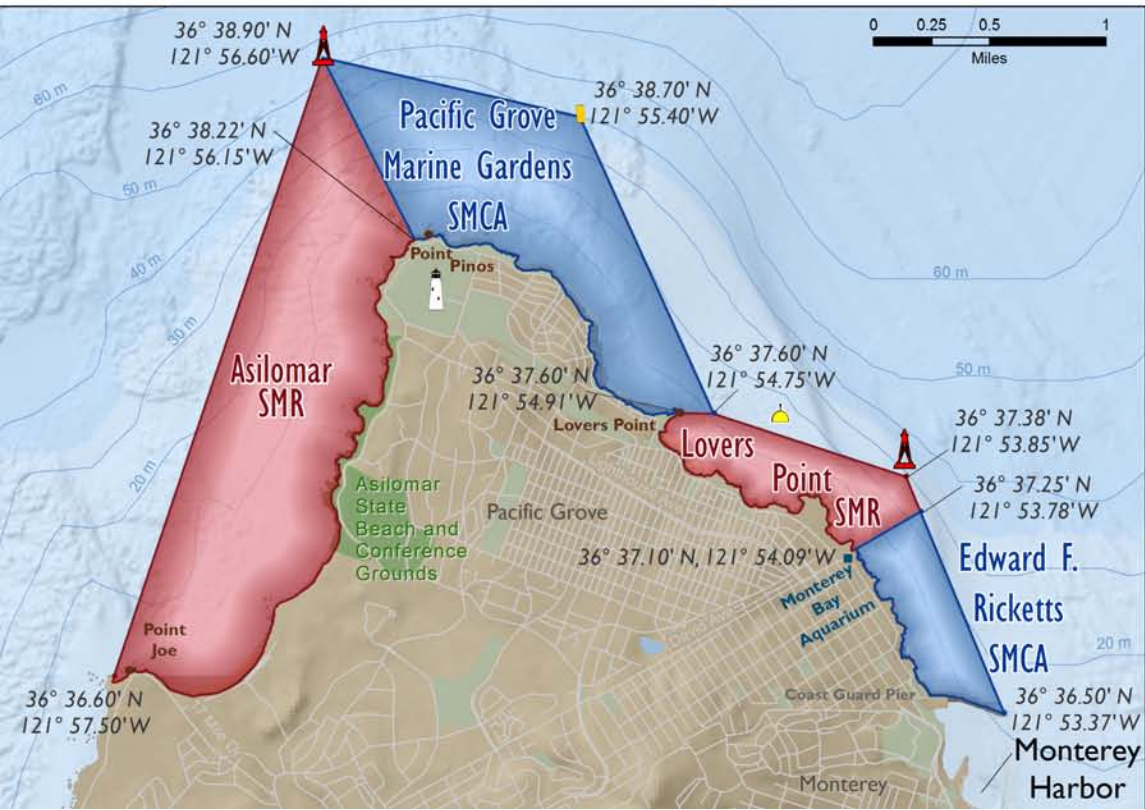 36° 38.90' N
121° 56.60' W
0 0.25 0.5 1
Miles
60 m
Pacific Grove
Marine Gardens
SMCA
36° 38.70' N
121° 55.40' W
36° 38.22' N
121° 56.15' W
50 m
40 m
30 m
20 m
Point
Pinos
60 m
50 m
Asilomar
SMR
36° 37.60' N
121° 54.91' W
36° 37.60' N
121° 54.75' W
Lovers Point
Lovers
Point
SMR
36° 37.38' N
121° 53.85' W
36° 37.25' N
121° 53.78' W
Asilomar
State
Beach and
Conference
Grounds
Pacific Grove
36° 37.10' N, 121° 54.09' W
Monterey
Bay
Aquarium
Edward F.
Ricketts
SMCA
20 m
Point
Joe
36° 36.60' N
121° 57.50' W
Coast Guard Pier
36° 36.50' N
121° 53.37' W
Monterey
Harbor
Monterey